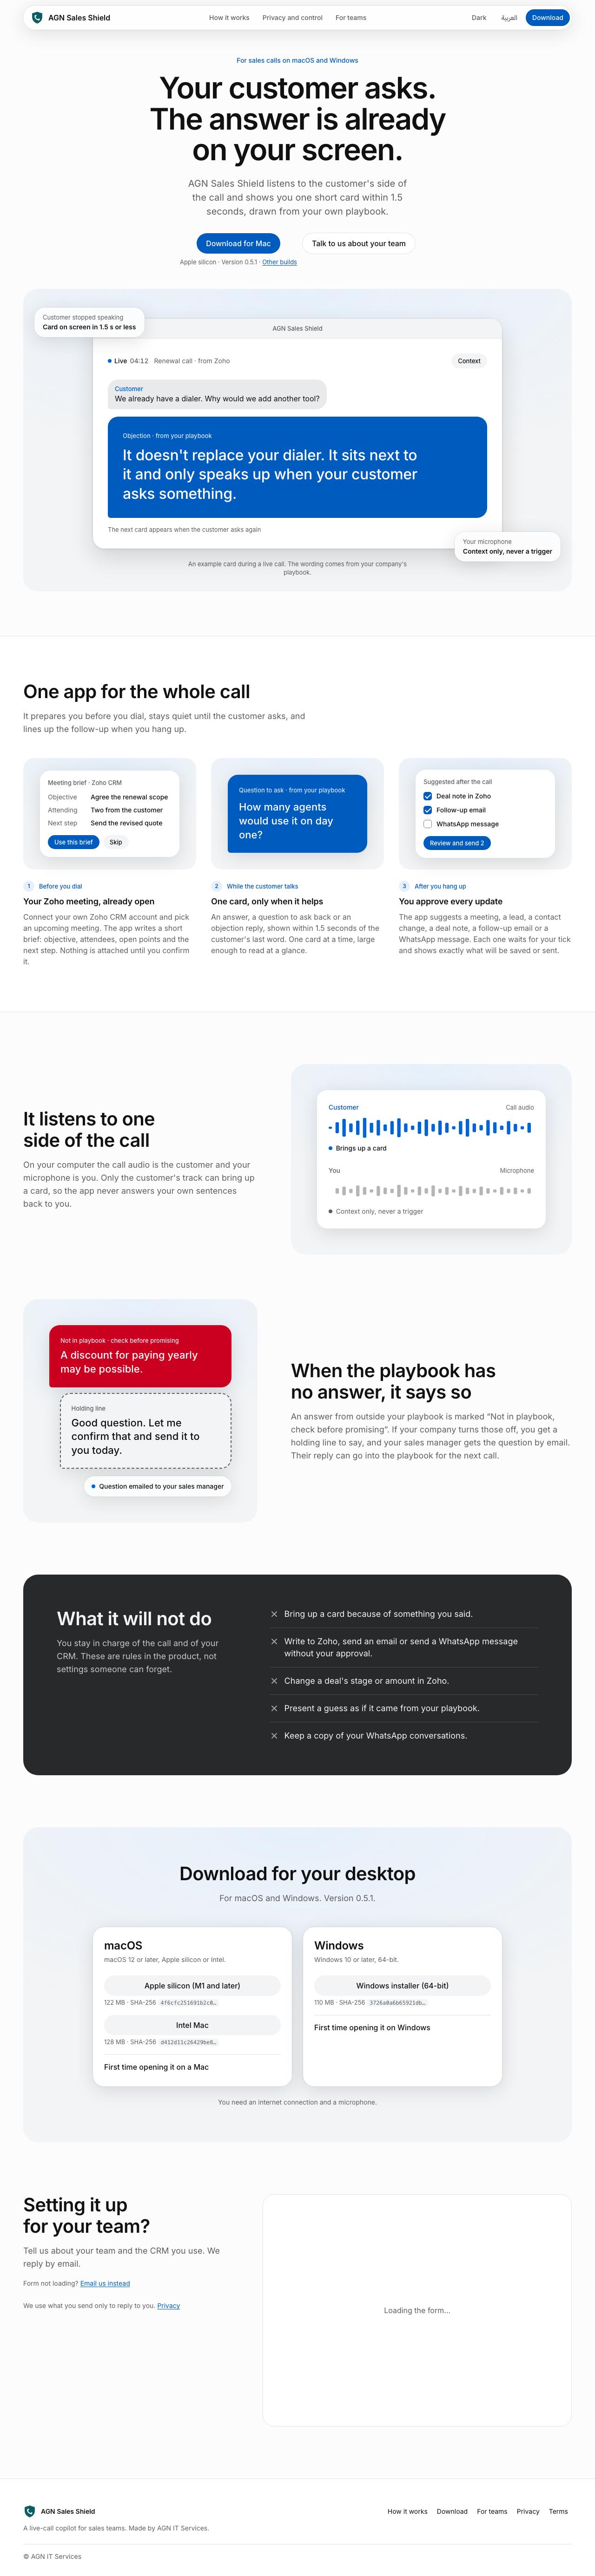 AGN Sales Shield
How it works
Privacy and control
For teams
Dark
العربية
Download
For sales calls on macOS and Windows
Your customer asks.
The answer is already
on your screen.
AGN Sales Shield listens to the customer's side of
the call and shows you one short card within 1.5
seconds, drawn from your own playbook.
Download for Mac
Talk to us about your team
Apple silicon · Version 0.5.1 · Other builds
Customer stopped speaking
Card on screen in 1.5 s or less
AGN Sales Shield
Live 04:12 Renewal call · from Zoho
Context
Customer
We already have a dialer. Why would we add another tool?
Objection · from your playbook
It doesn't replace your dialer. It sits next to
it and only speaks up when your customer
asks something.
The next card appears when the customer asks again
Your microphone
Context only, never a trigger
An example card during a live call. The wording comes from your company's
playbook.
One app for the whole call
It prepares you before you dial, stays quiet until the customer asks, and
lines up the follow-up when you hang up.
Meeting brief · Zoho CRM
Objective Agree the renewal scope
Attending Two from the customer
Next step Send the revised quote
Use this brief Skip
1 Before you dial
Your Zoho meeting, already open
Connect your own Zoho CRM account and pick
an upcoming meeting. The app writes a short
brief: objective, attendees, open points and the
next step. Nothing is attached until you confirm
it.
Question to ask · from your playbook
How many agents
would use it on day
one?
2 While the customer talks
One card, only when it helps
An answer, a question to ask back or an
objection reply, shown within 1.5 seconds of the
customer's last word. One card at a time, large
enough to read at a glance.
Suggested after the call
Deal note in Zoho
Follow-up email
WhatsApp message
Review and send 2
3 After you hang up
You approve every update
The app suggests a meeting, a lead, a contact
change, a deal note, a follow-up email or a
WhatsApp message. Each one waits for your tick
and shows exactly what will be saved or sent.
It listens to one
side of the call
On your computer the call audio is the customer and your
microphone is you. Only the customer's track can bring up
a card, so the app never answers your own sentences
back to you.
Customer
Call audio
Brings up a card
You
Microphone
Context only, never a trigger
Not in playbook · check before promising
A discount for paying yearly
may be possible.
Holding line
Good question. Let me
confirm that and send it to
you today.
Question emailed to your sales manager
When the playbook has
no answer, it says so
An answer from outside your playbook is marked “Not in playbook,
check before promising”. If your company turns those off, you get a
holding line to say, and your sales manager gets the question by email.
Their reply can go into the playbook for the next call.
What it will not do
You stay in charge of the call and of your
CRM. These are rules in the product, not
settings someone can forget.
Bring up a card because of something you said.
Write to Zoho, send an email or send a WhatsApp message
without your approval.
Change a deal's stage or amount in Zoho.
Present a guess as if it came from your playbook.
Keep a copy of your WhatsApp conversations.
Download for your desktop
For macOS and Windows. Version 0.5.1.
macOS
macOS 12 or later, Apple silicon or Intel.
Apple silicon (M1 and later)
122 MB · SHA-256 4f6cfc251691b2c0…
Intel Mac
128 MB · SHA-256 d412d11c26429be8…
First time opening it on a Mac
Windows
Windows 10 or later, 64-bit.
Windows installer (64-bit)
110 MB · SHA-256 3726a0a6b65921db…
First time opening it on Windows
You need an internet connection and a microphone.
Setting it up
for your team?
Tell us about your team and the CRM you use. We
reply by email.
Form not loading? Email us instead
We use what you send only to reply to you. Privacy
Loading the form…
AGN Sales Shield
How it works
Download
For teams
Privacy
Terms
A live-call copilot for sales teams. Made by AGN IT Services.
© AGN IT Services